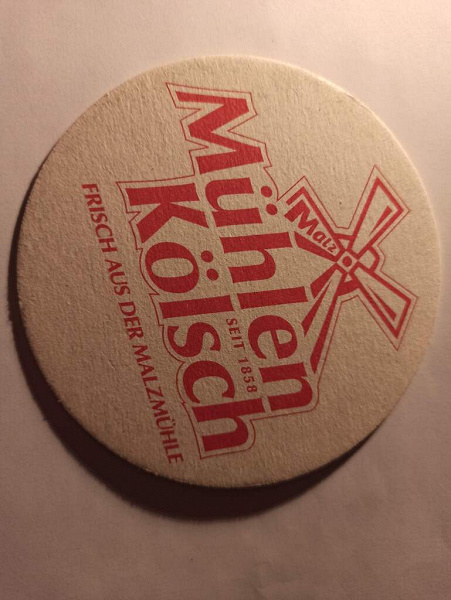 Malz
Mühlen
Kölsch
SEIT 1858
FRISCH AUS DER MALZMÜHLE